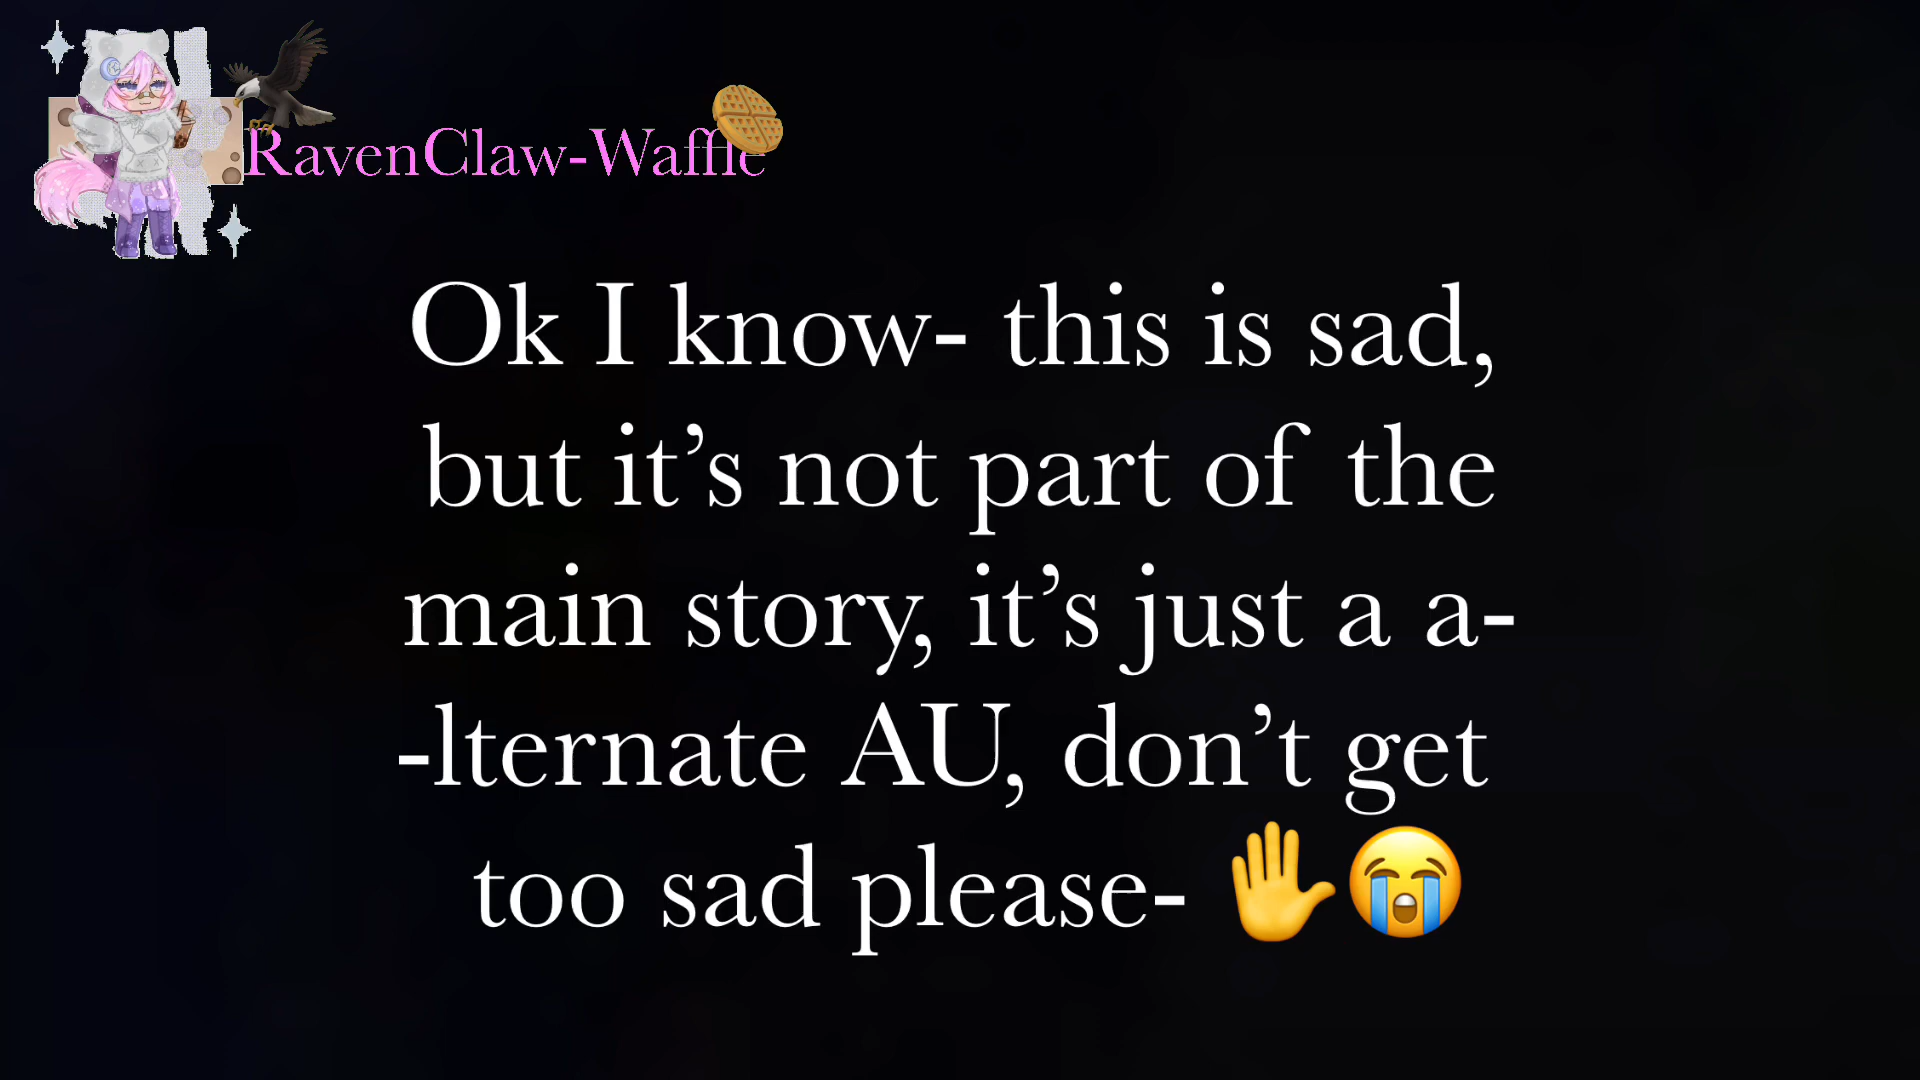 RavenClaw-Waffle
Ok I know- this is sad,
but it’s not part of the
main story, it’s just a a-
-lternate AU, don’t get
too sad please- ✋😭